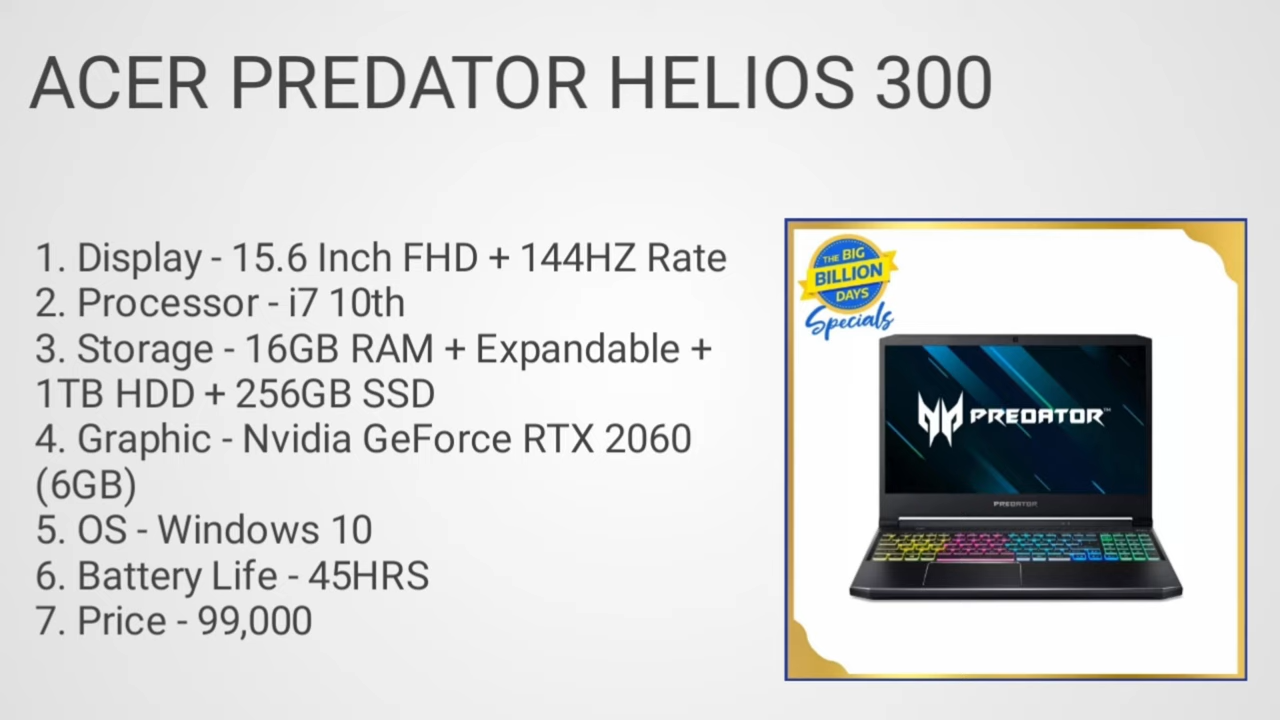 ACER PREDATOR HELIOS 300
1. Display - 15.6 Inch FHD + 144HZ Rate
2. Processor - i7 10th
3. Storage - 16GB RAM + Expandable +
1TB HDD + 256GB SSD
4. Graphic - Nvidia GeForce RTX 2060
(6GB)
5. OS - Windows 10
6. Battery Life - 45HRS
7. Price - 99,000
THE BIG
BILLION
DAYS
Specials
PREDATOR™
PREDATOR